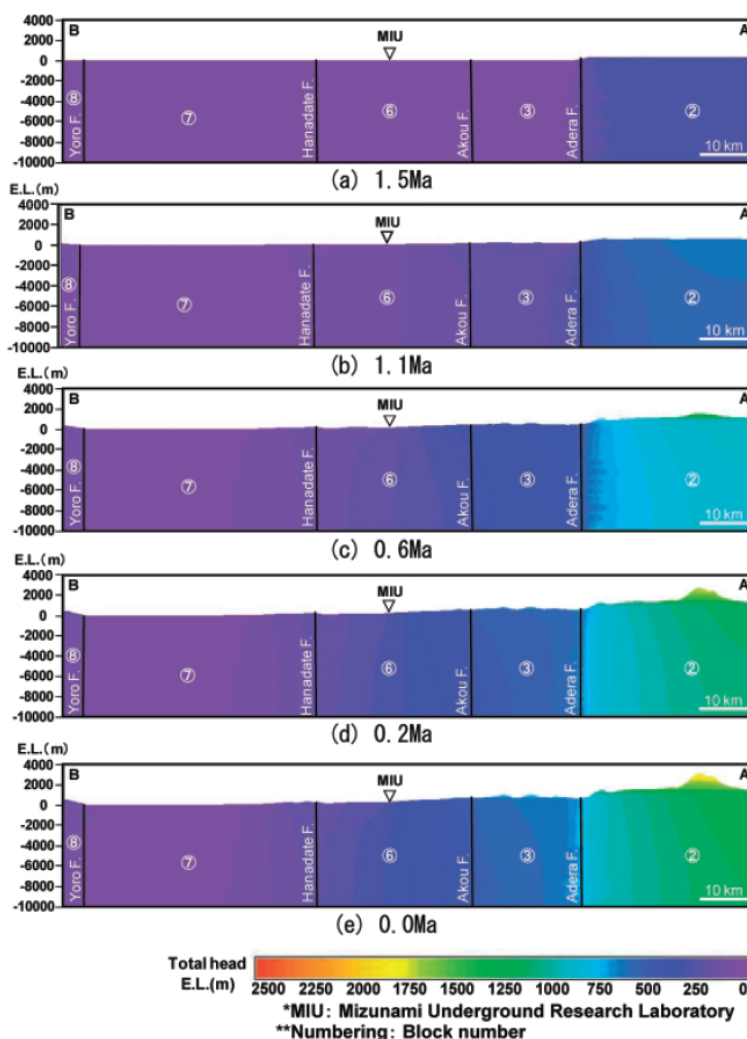 4000
2000
0
-2000
-4000
-6000
-8000
-10000
B
MIU
A
⑧
Yoro F.
⑦
Hanadate F.
⑥
Akou F.
③
Adera F.
②
10 km
(a) 1.5Ma
E.L.(m)
4000
2000
0
-2000
-4000
-6000
-8000
-10000
B
MIU
A
⑧
Yoro F.
⑦
Hanadate F.
⑥
Akou F.
③
Adera F.
②
10 km
(b) 1.1Ma
E.L.(m)
4000
2000
0
-2000
-4000
-6000
-8000
-10000
B
MIU
A
⑧
Yoro F.
⑦
Hanadate F.
⑥
Akou F.
③
Adera F.
②
10 km
(c) 0.6Ma
E.L.(m)
4000
2000
0
-2000
-4000
-6000
-8000
-10000
B
MIU
A
⑧
Yoro F.
⑦
Hanadate F.
⑥
Akou F.
③
Adera F.
②
10 km
(d) 0.2Ma
E.L.(m)
4000
2000
0
-2000
-4000
-6000
-8000
-10000
B
MIU
A
⑧
Yoro F.
⑦
Hanadate F.
⑥
Akou F.
③
Adera F.
②
10 km
(e) 0.0Ma
Total head
E.L.(m)
2500 2250 2000 1750 1500 1250 1000 750 500 250 0
*MIU: Mizunami Underground Research Laboratory
**Numbering: Block number